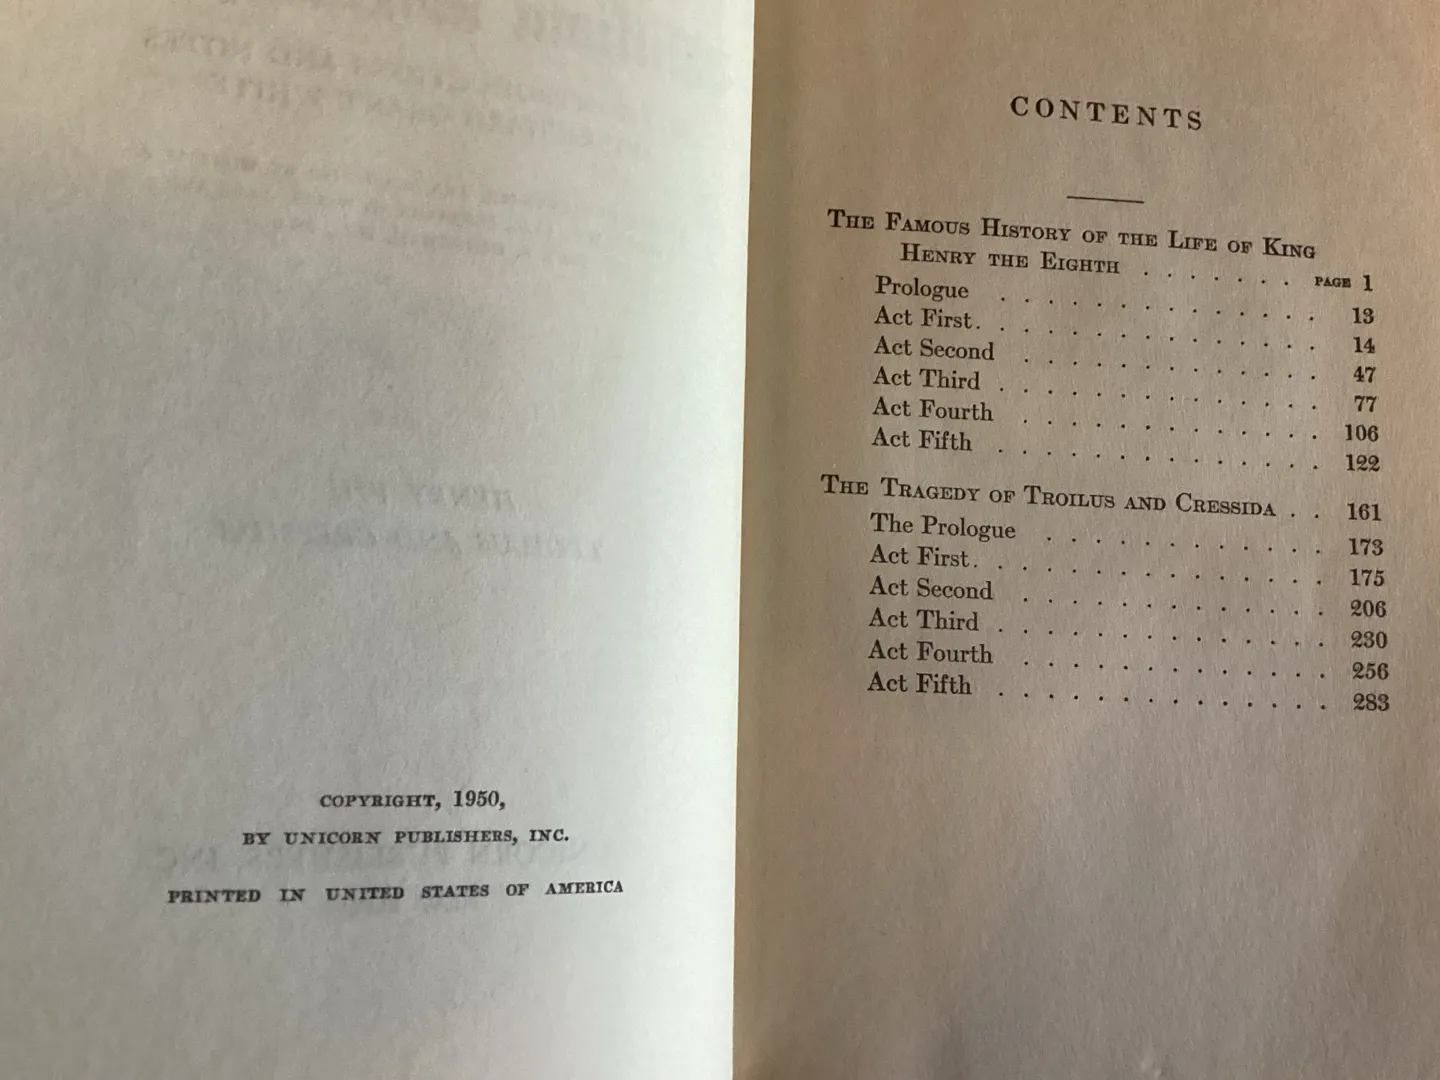 COPYRIGHT, 1950,
BY UNICORN PUBLISHERS, INC.
PRINTED IN UNITED STATES OF AMERICA
CONTENTS
THE FAMOUS HISTORY OF THE LIFE OF KING
HENRY THE EIGHTH . . . . . . . PAGE 1
Prologue . . . . . . . . . . . . . 13
Act First. . . . . . . . . . . . . . 14
Act Second . . . . . . . . . . . . 47
Act Third . . . . . . . . . . . . . 77
Act Fourth . . . . . . . . . . . . 106
Act Fifth . . . . . . . . . . . . . 122
THE TRAGEDY OF TROILUS AND CRESSIDA . . 161
The Prologue . . . . . . . . . . . 173
Act First. . . . . . . . . . . . . . 175
Act Second . . . . . . . . . . . . 206
Act Third . . . . . . . . . . . . . 230
Act Fourth . . . . . . . . . . . . 256
Act Fifth . . . . . . . . . . . . . 283